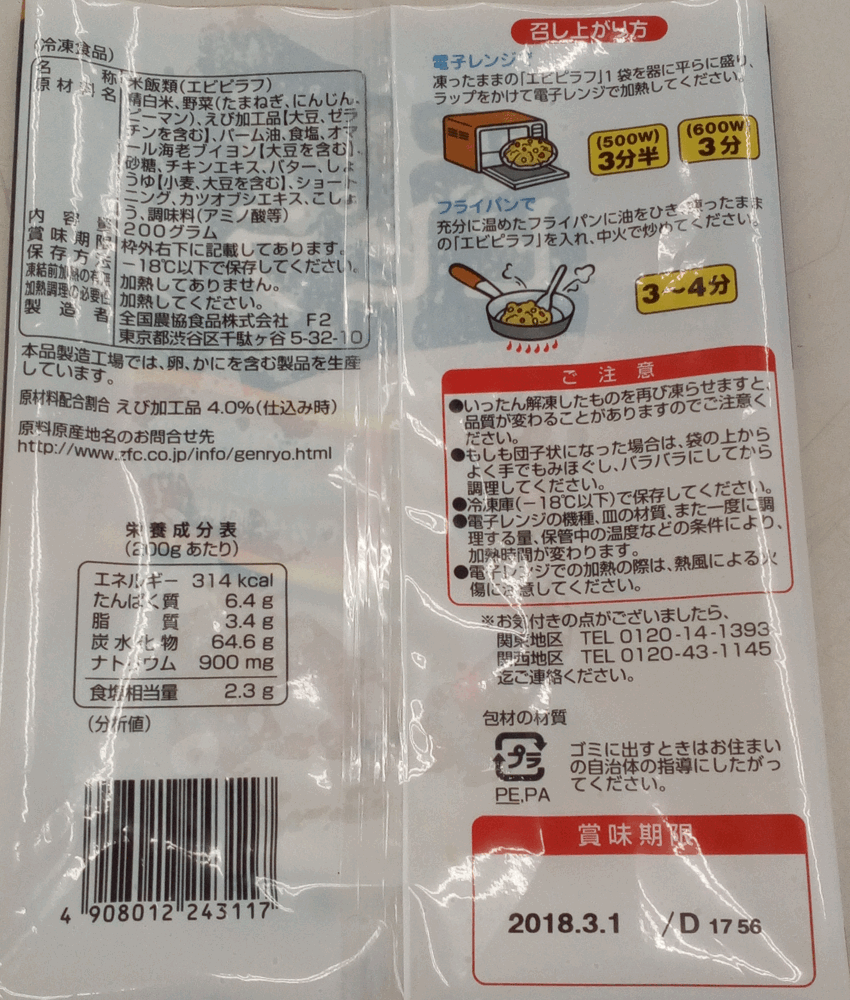 (冷凍食品)
名 称 米飯類(エビピラフ)
原材料名 精白米、野菜(たまねぎ、にんじん、
ピーマン)、えび加工品【大豆、ゼラ
チンを含む】、パーム油、食塩、オマ
ール海老ブイヨン【大豆を含む】、
砂糖、チキンエキス、バター、しょ
うゆ【小麦、大豆を含む】、ショート
ニング、カツオブシエキス、こしょ
う、調味料(アミノ酸等)
内容量 200グラム
賞味期限 枠外右下に記載してあります。
保存方法 -18℃以下で保存してください。
凍結前加熱の有無 加熱してありません。
加熱調理の必要性 加熱してください。
製造者 全国農協食品株式会社 F2
東京都渋谷区千駄ヶ谷 5-32-10
本品製造工場では、卵、かにを含む製品を生産
しています。
原材料配合割合 えび加工品 4.0%(仕込み時)
原料原産地名のお問合せ先
http://www.zfc.co.jp/info/genryo.html
栄養成分表
(200gあたり)
エネルギー 314 kcal
たんぱく質 6.4 g
脂質 3.4 g
炭水化物 64.6 g
ナトリウム 900 mg
食塩相当量 2.3 g
(分析値)
4 908012 243117
召し上がり方
電子レンジで
凍ったままの「エビピラフ」1袋を器に平らに盛り、
ラップをかけて電子レンジで加熱してください。
(500W) (600W)
3分半 3分
フライパンで
充分に温めたフライパンに油をひき、凍ったまま
の「エビピラフ」を入れ、中火で炒めてください。
3〜4分
ご注意
●いったん解凍したものを再び凍らせますと、
品質が変わることがありますのでご注意く
ださい。
●もしも団子状になった場合は、袋の上から
よく手でもみほぐし、バラバラにしてから
調理してください。
●冷凍庫(-18℃以下)で保存してください。
●電子レンジの機種、皿の材質、また一度に調
理する量、保管中の温度などの条件により、
加熱時間が変わります。
●電子レンジでの加熱の際は、熱風による火
傷に注意してください。
※お気付きの点がございましたら、
関東地区 TEL 0120-14-1393
関西地区 TEL 0120-43-1145
迄ご連絡ください。
包材の材質
プラ
PE,PA
ゴミに出すときはお住まい
の自治体の指導にしたがっ
てください。
賞味期限
2018.3.1 /D 17 56